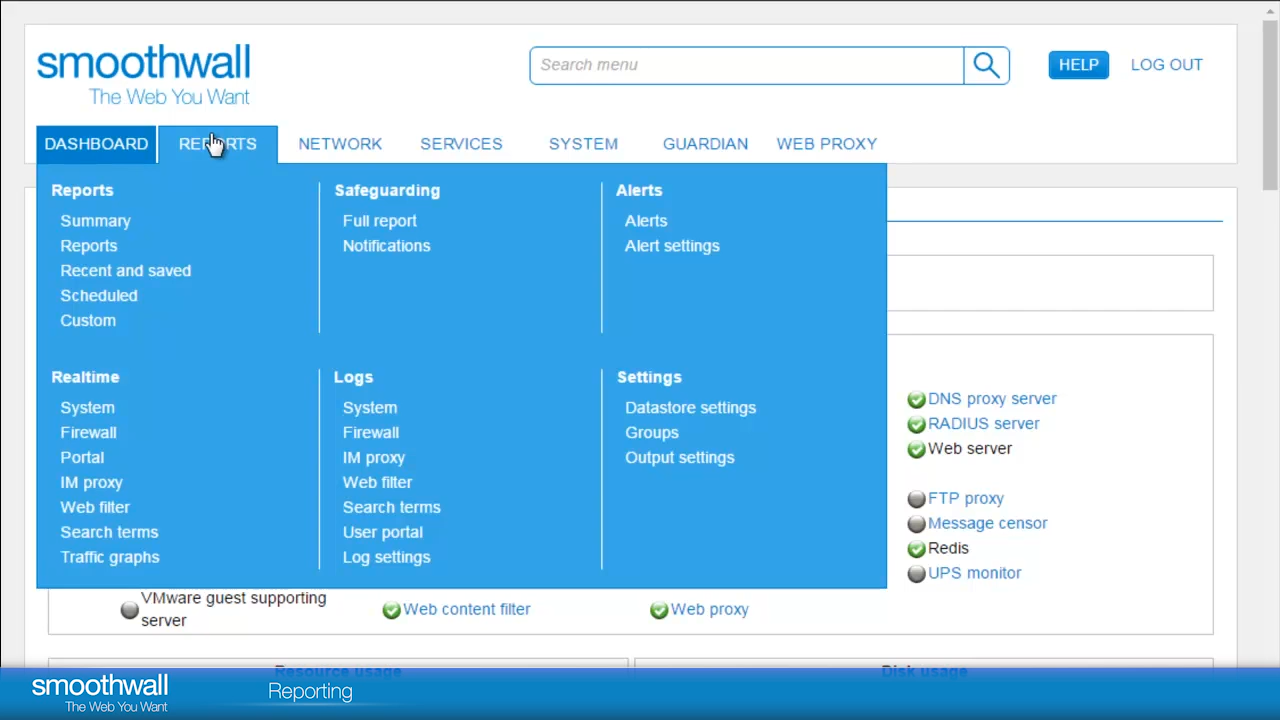 smoothwall
The Web You Want
Search menu
HELP
LOG OUT
DASHBOARD
REPORTS
NETWORK
SERVICES
SYSTEM
GUARDIAN
WEB PROXY
Reports
Summary
Reports
Recent and saved
Scheduled
Custom
Safeguarding
Full report
Notifications
Alerts
Alerts
Alert settings
Realtime
System
Firewall
Portal
IM proxy
Web filter
Search terms
Traffic graphs
Logs
System
Firewall
IM proxy
Web filter
Search terms
User portal
Log settings
Settings
Datastore settings
Groups
Output settings
DNS proxy server
RADIUS server
Web server
FTP proxy
Message censor
Redis
UPS monitor
VMware guest supporting
server
Web content filter
Web proxy
Resource usage
Disk usage
smoothwall
The Web You Want
Reporting